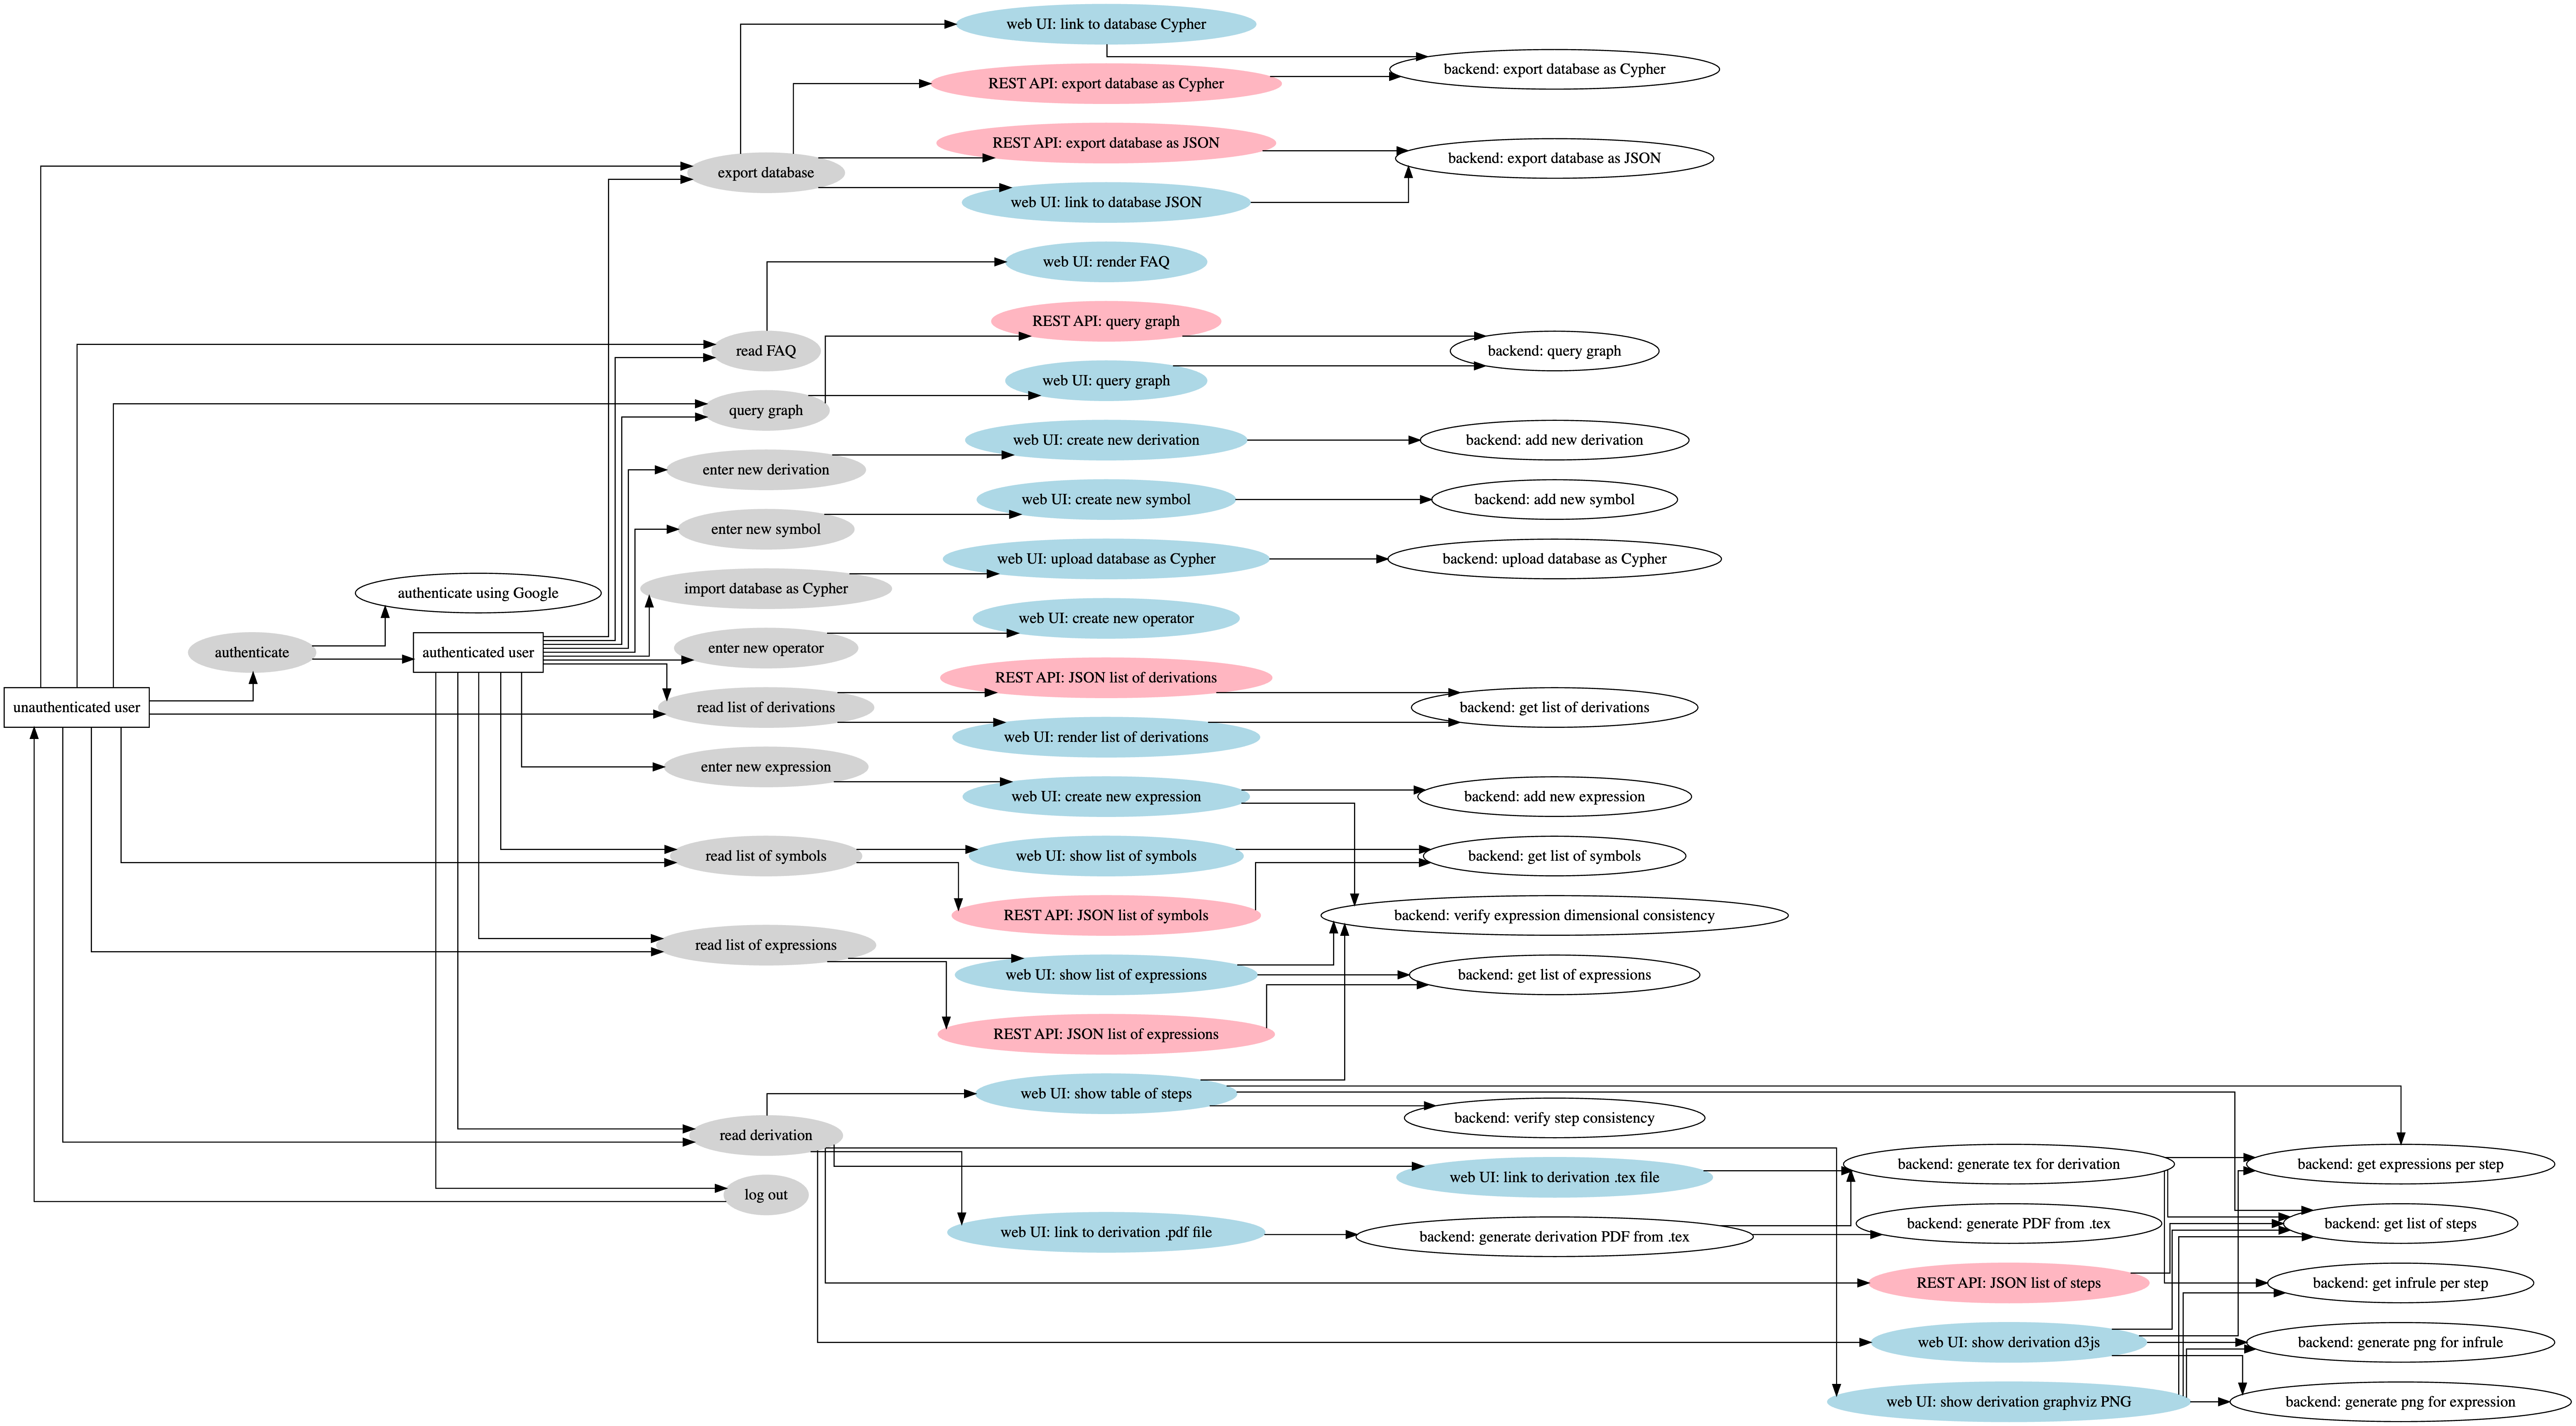 web UI: link to database Cypher
backend: export database as Cypher
REST API: export database as Cypher
REST API: export database as JSON
backend: export database as JSON
export database
web UI: link to database JSON
web UI: render FAQ
REST API: query graph
read FAQ
backend: query graph
web UI: query graph
query graph
web UI: create new derivation
backend: add new derivation
enter new derivation
web UI: create new symbol
backend: add new symbol
enter new symbol
web UI: upload database as Cypher
backend: upload database as Cypher
import database as Cypher
authenticate using Google
web UI: create new operator
enter new operator
authenticate
authenticated user
REST API: JSON list of derivations
unauthenticated user
read list of derivations
backend: get list of derivations
web UI: render list of derivations
enter new expression
web UI: create new expression
backend: add new expression
read list of symbols
web UI: show list of symbols
backend: get list of symbols
REST API: JSON list of symbols
backend: verify expression dimensional consistency
read list of expressions
web UI: show list of expressions
backend: get list of expressions
REST API: JSON list of expressions
web UI: show table of steps
backend: verify step consistency
read derivation
web UI: link to derivation .tex file
backend: generate tex for derivation
backend: get expressions per step
log out
web UI: link to derivation .pdf file
backend: generate derivation PDF from .tex
backend: generate PDF from .tex
backend: get list of steps
REST API: JSON list of steps
backend: get infrule per step
web UI: show derivation d3js
backend: generate png for infrule
web UI: show derivation graphviz PNG
backend: generate png for expression